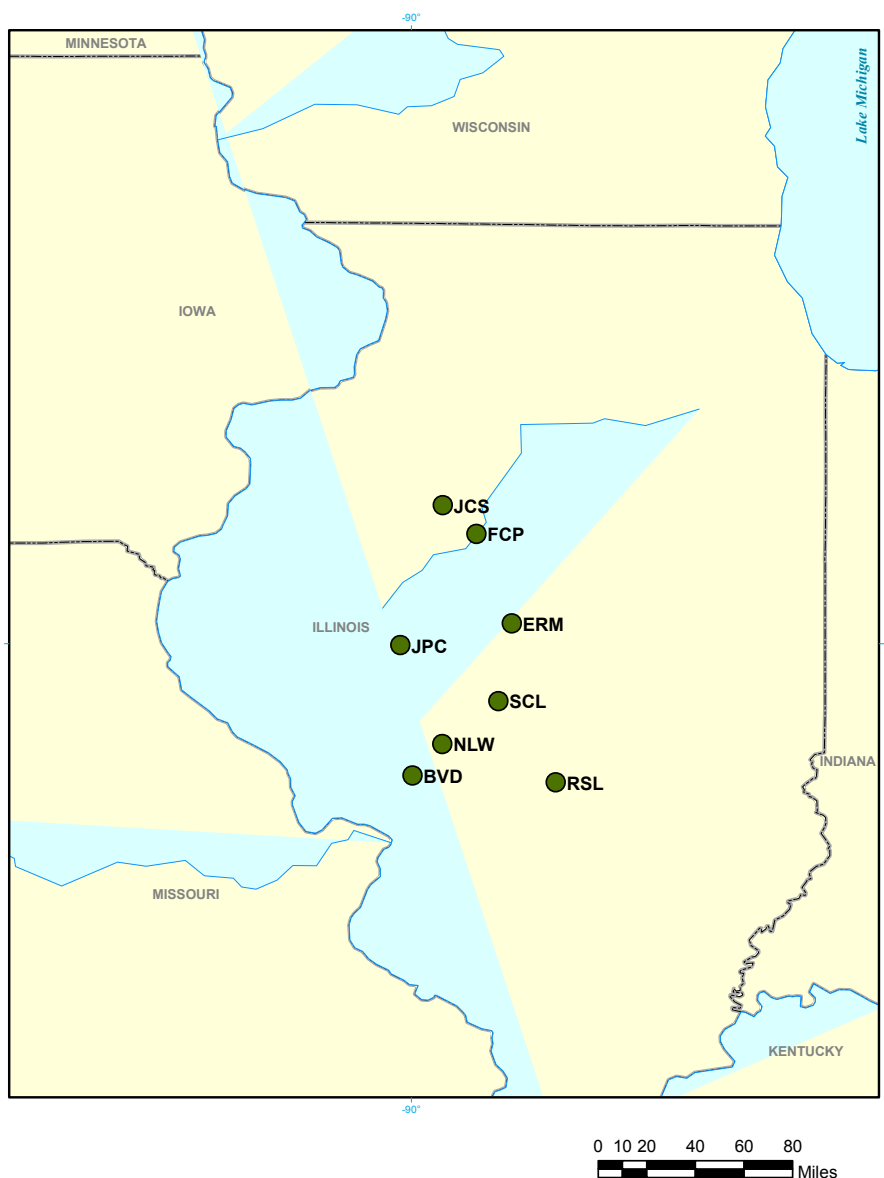 -90°
MINNESOTA
Lake Michigan
WISCONSIN
IOWA
JCS
FCP
ERM
ILLINOIS
JPC
SCL
NLW
INDIANA
BVD
RSL
MISSOURI
KENTUCKY
-90°
0 10 20 40 60 80
Miles